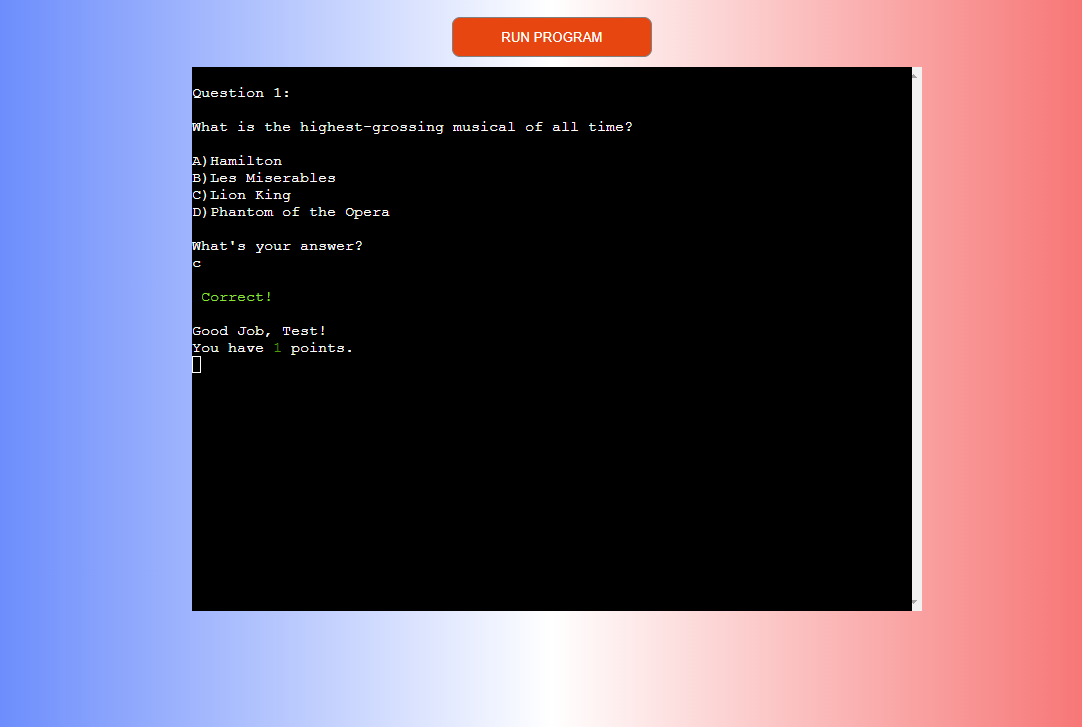 RUN PROGRAM
Question 1:
What is the highest-grossing musical of all time?
A)Hamilton
B)Les Miserables
C)Lion King
D)Phantom of the Opera
What's your answer?
c
Correct!
Good Job, Test!
You have 1 points.